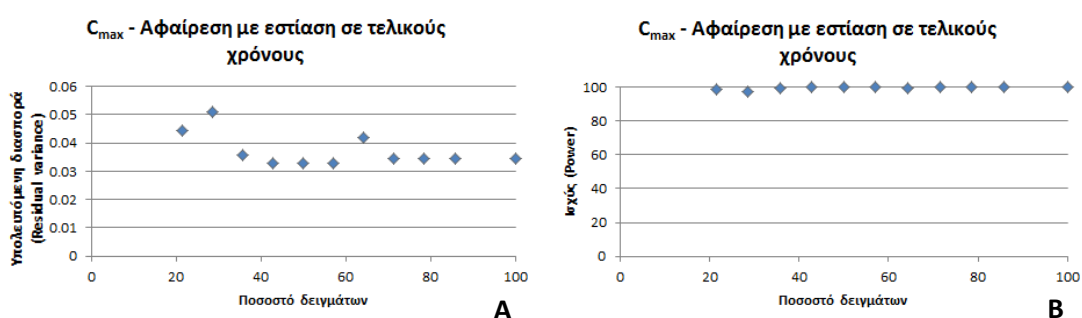 C_max - Αφαίρεση με εστίαση σε τελικούς
χρόνους
Υπολειπόμενη διασπορά
(Residual variance)
0.06
0.05
0.04
0.03
0.02
0.01
0
0 20 40 60 80 100
Ποσοστό δειγμάτων
A
C_max - Αφαίρεση με εστίαση σε τελικούς
χρόνους
Ισχύς (Power)
100
80
60
40
20
0
0 20 40 60 80 100
Ποσοστό δειγμάτων
B